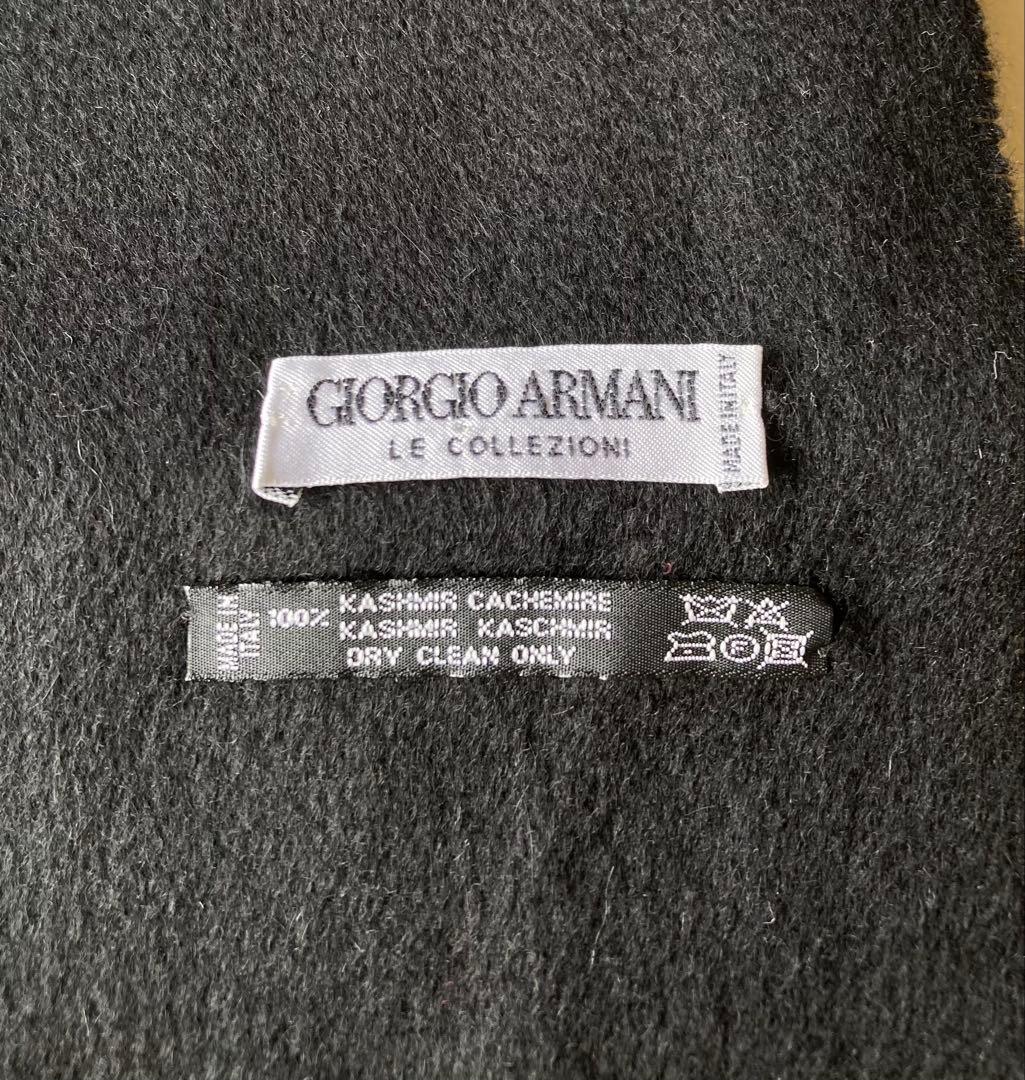 GIORGIO ARMANI
LE COLLEZIONI
MADE IN ITALY
MADE IN
ITALY
100%
KASHMIR CACHEMIRE
KASHMIR KASCHMIR
DRY CLEAN ONLY
F